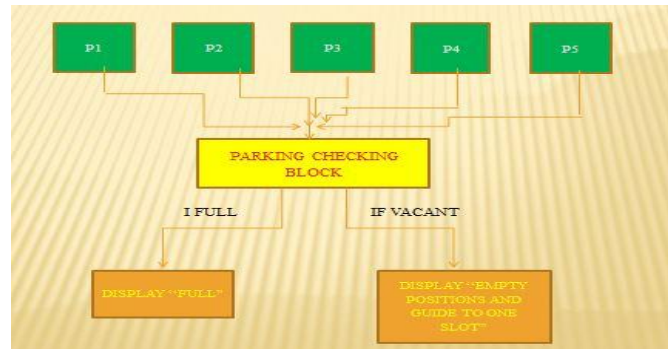 P1
P2
P3
P4
P5
PARKING CHECKING
BLOCK
I FULL
IF VACANT
DISPLAY “FULL”
DISPLAY “EMPTY
POSITIONS AND
GUIDE TO ONE
SLOT”